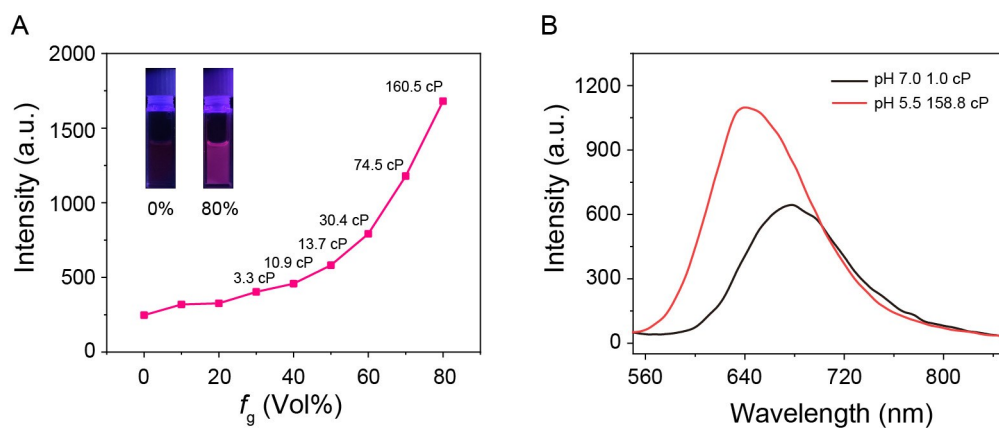 A
Intensity (a.u.)
2000
1500
1000
500
0
160.5 cP
74.5 cP
30.4 cP
13.7 cP
10.9 cP
3.3 cP
0%
80%
0
20
40
60
80
fg (Vol%)
B
Intensity (a.u.)
1200
900
600
300
0
pH 7.0 1.0 cP
pH 5.5 158.8 cP
560
640
720
800
Wavelength (nm)